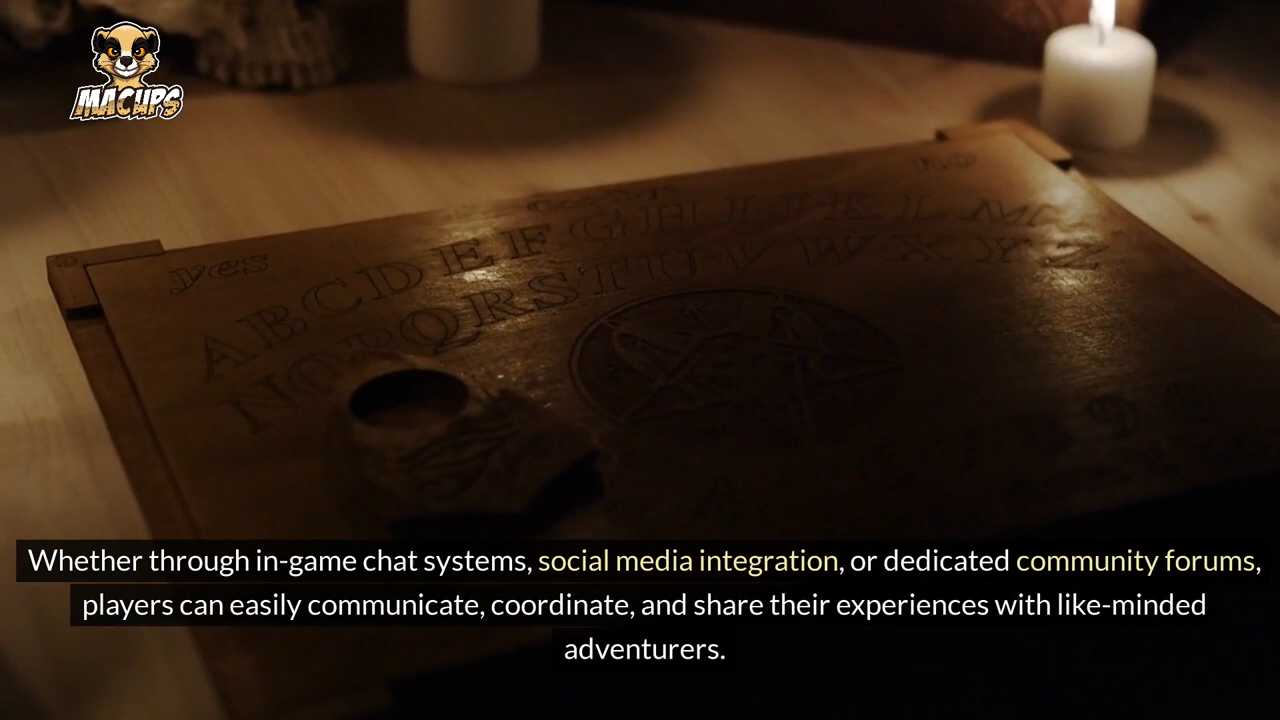 MACUPS
no
yes
ABCDEFGHIJKLM
NOPQRSTUVWXYZ
Whether through in-game chat systems, social media integration, or dedicated community forums,
players can easily communicate, coordinate, and share their experiences with like-minded
adventurers.